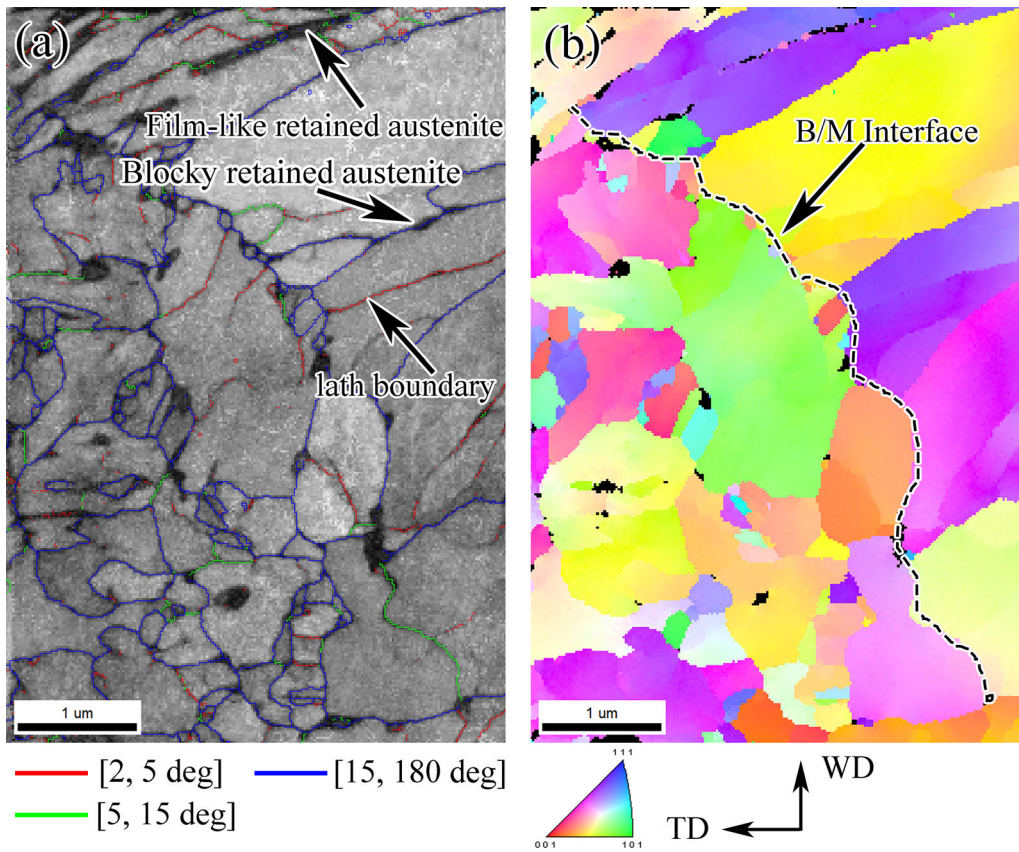 (a)
Film-like retained austenite
Blocky retained austenite
lath boundary
1 um
[2, 5 deg]
[15, 180 deg]
[5, 15 deg]
(b)
B/M Interface
1 um
111
001
101
WD
TD